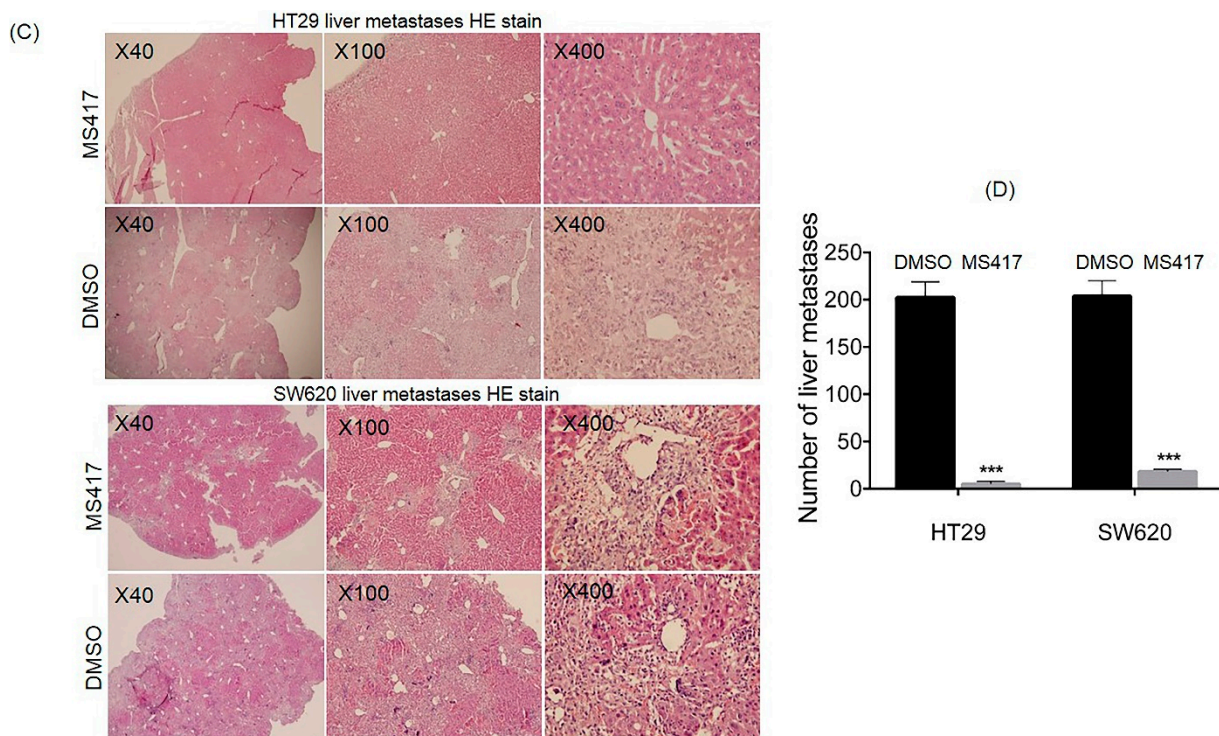 (C)
HT29 liver metastases HE stain
MS417
X40
X100
X400
DMSO
X40
X100
X400
SW620 liver metastases HE stain
MS417
X40
X100
X400
DMSO
X40
X100
X400
(D)
Number of liver metastases
250
200
150
100
50
0
DMSO MS417
DMSO MS417
***
***
HT29
SW620